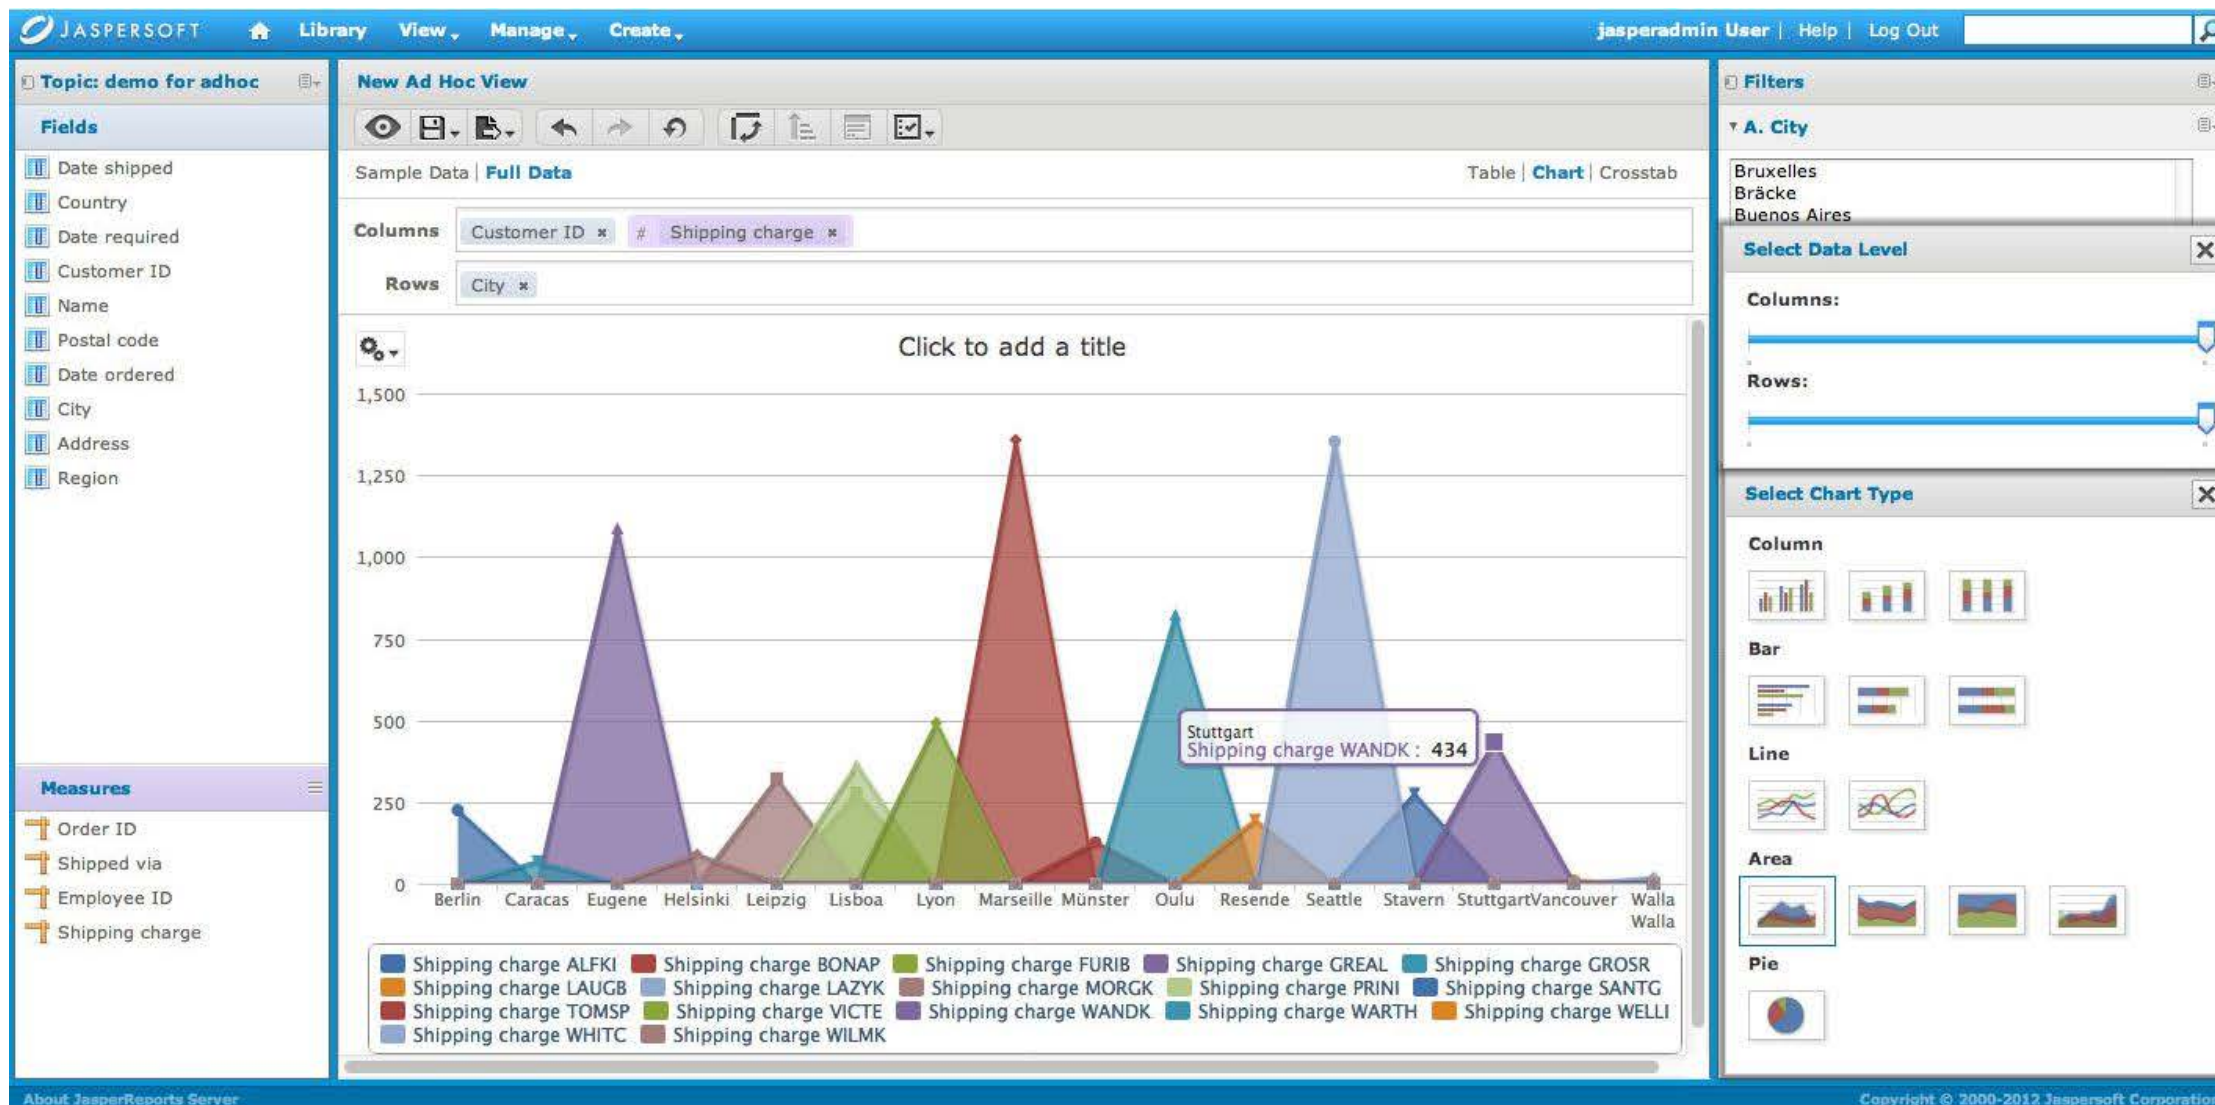 JASPERSOFT Library View Manage Create jasperadmin User | Help | Log Out
Topic: demo for adhoc
Fields
Date shipped
Country
Date required
Customer ID
Name
Postal code
Date ordered
City
Address
Region
Measures
Order ID
Shipped via
Employee ID
Shipping charge
New Ad Hoc View
Sample Data | Full Data Table | Chart | Crosstab
Columns Customer ID × # Shipping charge ×
Rows City ×
Click to add a title
1,500
1,250
1,000
750
500
250
0
Stuttgart
Shipping charge WANDK : 434
Berlin Caracas Eugene Helsinki Leipzig Lisboa Lyon Marseille Münster Oulu Resende Seattle Stavern Stuttgart Vancouver Walla
Walla
Shipping charge ALFKI Shipping charge BONAP Shipping charge FURIB Shipping charge GREAL Shipping charge GROSR
Shipping charge LAUGB Shipping charge LAZYK Shipping charge MORGK Shipping charge PRINI Shipping charge SANTG
Shipping charge TOMSP Shipping charge VICTE Shipping charge WANDK Shipping charge WARTH Shipping charge WELLI
Shipping charge WHITC Shipping charge WILMK
Filters
A. City
Bruxelles
Bräcke
Buenos Aires
Select Data Level
Columns:
Rows:
Select Chart Type
Column
Bar
Line
Area
Pie
About JasperReports Server Copyright © 2000-2012 Jaspersoft Corporation